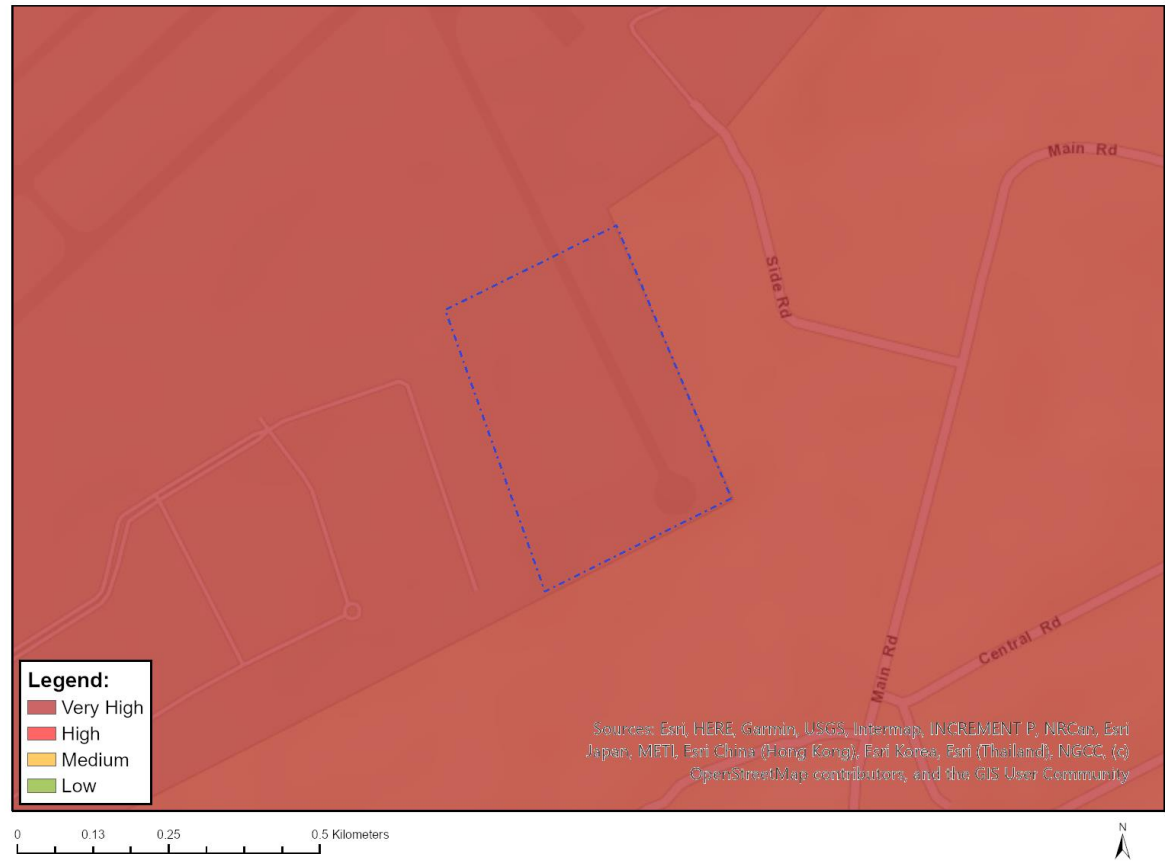 Main Rd
Side Rd
Main Rd
Central Rd
Legend:
Very High
High
Medium
Low
Sources: Esri, HERE, Garmin, USGS, Intermap, INCREMENT P, NRCan, Esri
Japan, METI, Esri China (Hong Kong), Esri Korea, Esri (Thailand), NGCC, (c)
OpenStreetMap contributors, and the GIS User Community
0 0.13 0.25 0.5 Kilometers
N